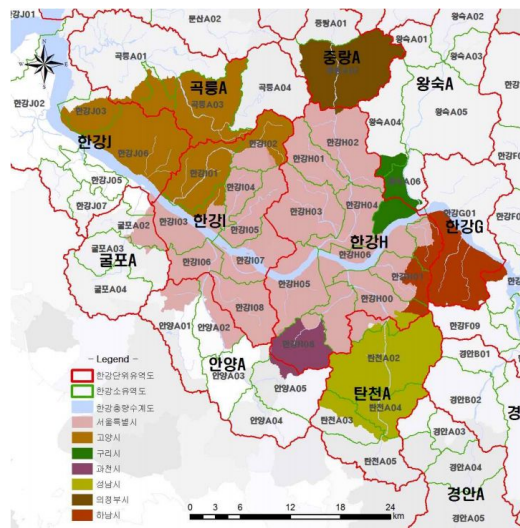 한강J01
문산A02
중랑A01
왕숙A02
곡릉A01
왕숙A01
중랑A
N
W
E
S
곡릉A
곡릉A04
왕숙A
왕숙A03
한강J02
곡릉A03
왕숙A05
한강J03
왕숙A04
한강J
한강I02
한강H02
한강J06
한강H01
한강J05
한강I01
한강I04
한강J07
한강H03
한강H04
한강G01
굴포A02
한강I03
한강I
한강I05
한강H
한강G
굴포A03
굴포A
한강I06
한강I07
한강H06
굴포A04
한강H05
한강I08
한강H00
안양A01
안양A02
한강F09
– Legend –
안양A
안양A03
탄천A02
경안B01
한강단위유역도
한강소유역도
안양A05
탄천A
경안B02
한강총량수계도
탄천A04
서울특별시
안양A04
탄천A03
경안A03
고양시
구리시
탄천A05
경안A04
과천시
성남시
경안A
의정부시
경안A05
하남시
0 3 6 12 18 24
km